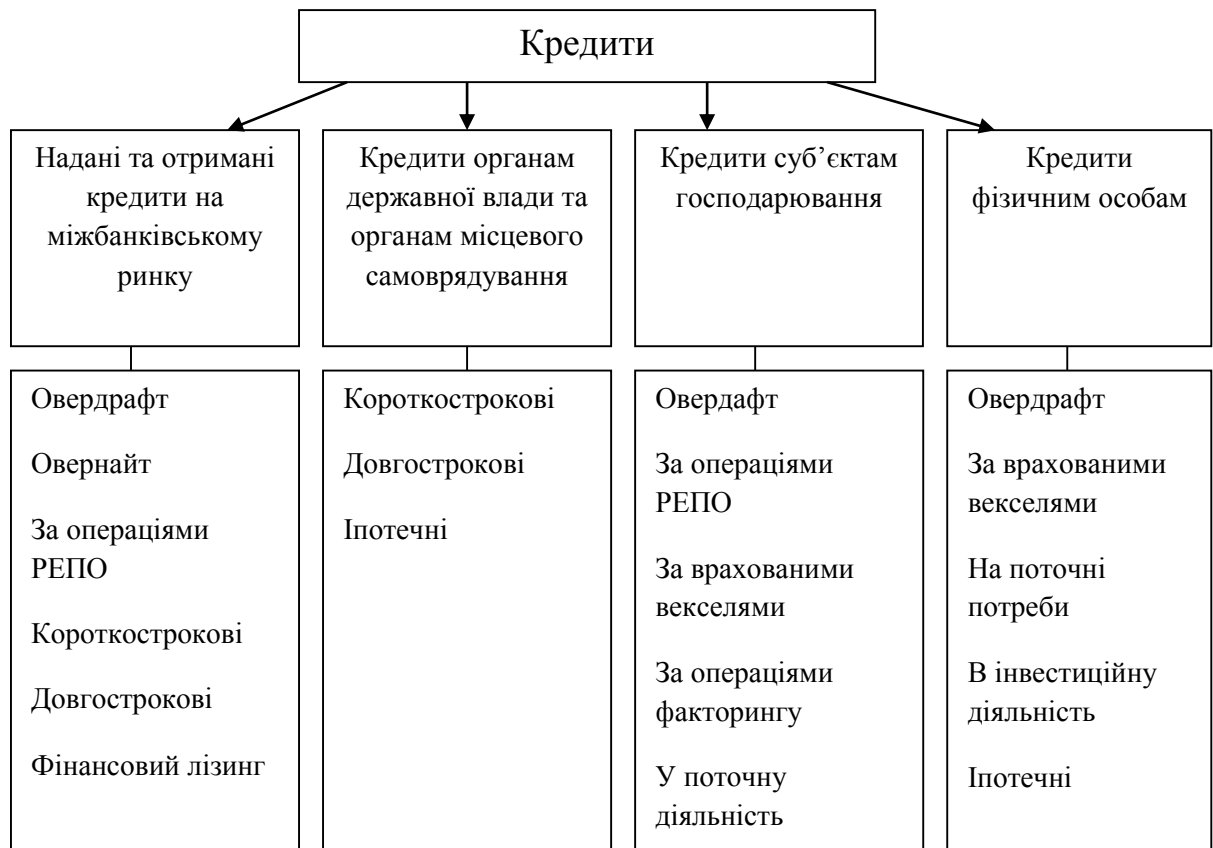 Кредити
Надані та отримані
кредити на
міжбанківському
ринку
Кредити органам
державної влади та
органам місцевого
самоврядування
Кредити суб’єктам
господарювання
Кредити
фізичним особам
Овердрафт
Овернайт
За операціями
РЕПО
Короткострокові
Довгострокові
Фінансовий лізинг
Короткострокові
Довгострокові
Іпотечні
Овердафт
За операціями
РЕПО
За врахованими
векселями
За операціями
факторингу
У поточну
діяльність
Овердрафт
За врахованими
векселями
На поточні
потреби
В інвестиційну
діяльність
Іпотечні